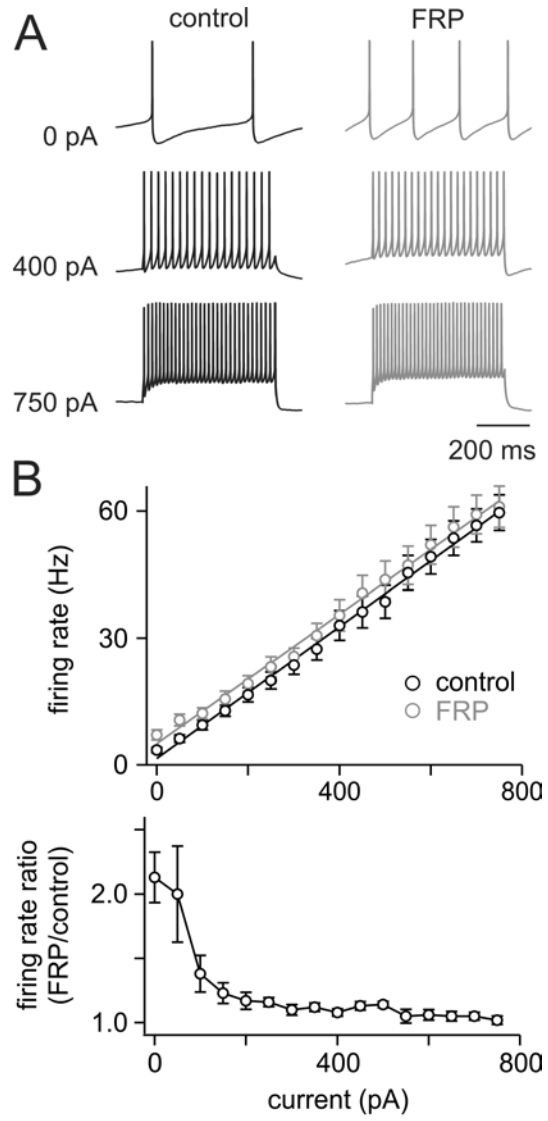 A
control FRP
0 pA
400 pA
750 pA
200 ms
B
60
30
0
firing rate (Hz)
control
FRP
0 400 800
2.0
1.0
firing rate ratio
(FRP/control)
0 400 800
current (pA)